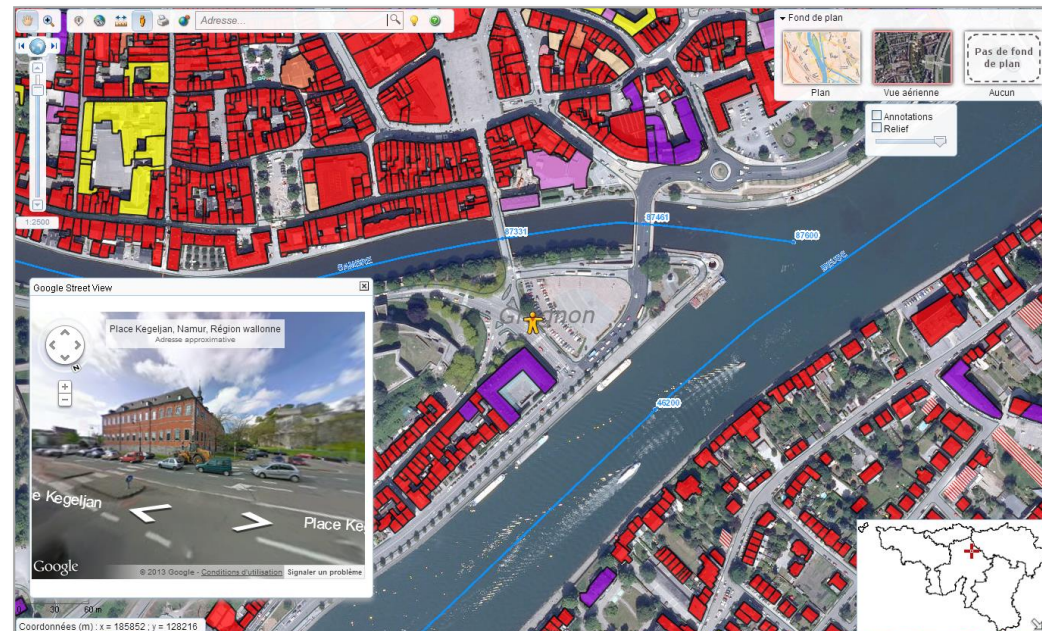 Adresse...
Fond de plan
Plan
Vue aérienne
Pas de fond
de plan
Aucun
Annotations
Relief
1:2500
87331
87461
87600
SAMBRE
MEUSE
46200
Google Street View
Place Kegeljan, Namur, Région wallonne
Adresse approximative
N
e Kegeljan
Place Ke
Google
© 2013 Google - Conditions d'utilisation
Signaler un problème
30 60 m
Coordonnées (m) : x = 185852 ; y = 128216